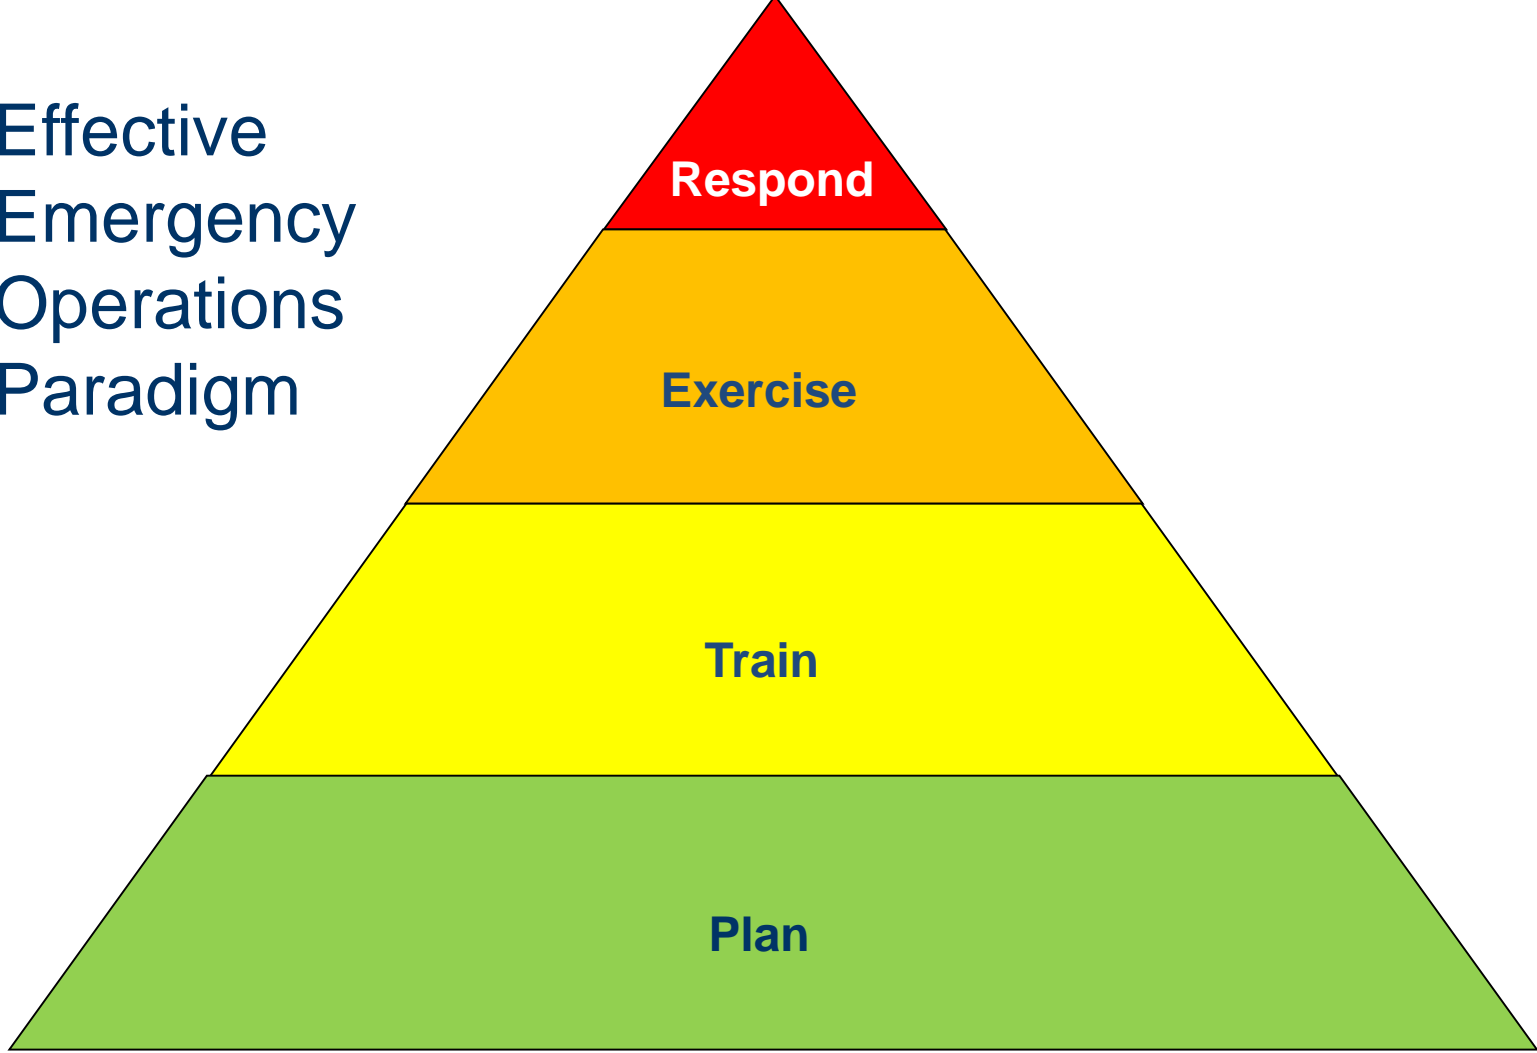 Effective
Emergency
Operations
Paradigm
Respond
Exercise
Train
Plan